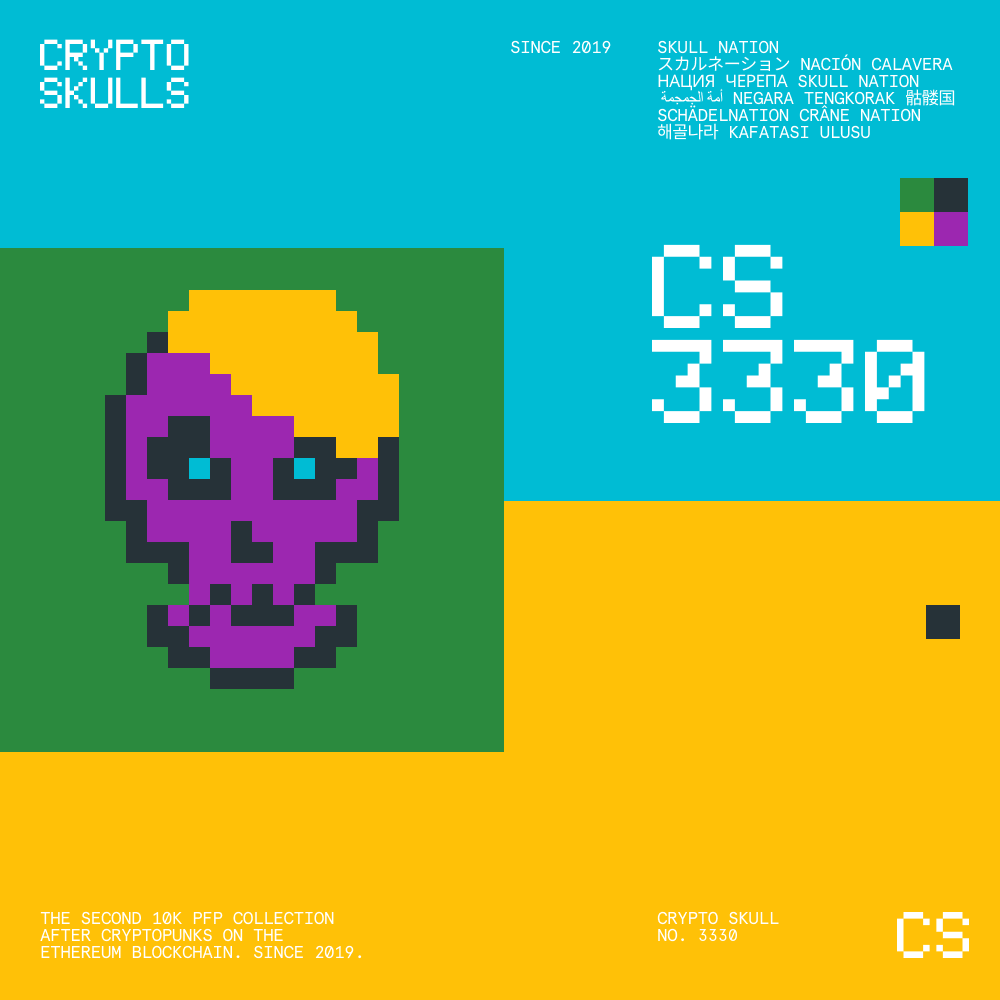 CRYPTO
SKULLS
SINCE 2019
SKULL NATION
スカルネーション NACIÓN CALAVERA
НАЦИЯ ЧЕРЕПА SKULL NATION
أمة الجمجمة NEGARA TENGKORAK 骷髅国
SCHÄDELNATION CRÂNE NATION
해골나라 KAFATASI ULUSU
CS
3330
THE SECOND 10K PFP COLLECTION
AFTER CRYPTOPUNKS ON THE
ETHEREUM BLOCKCHAIN. SINCE 2019.
CRYPTO SKULL
NO. 3330
CS